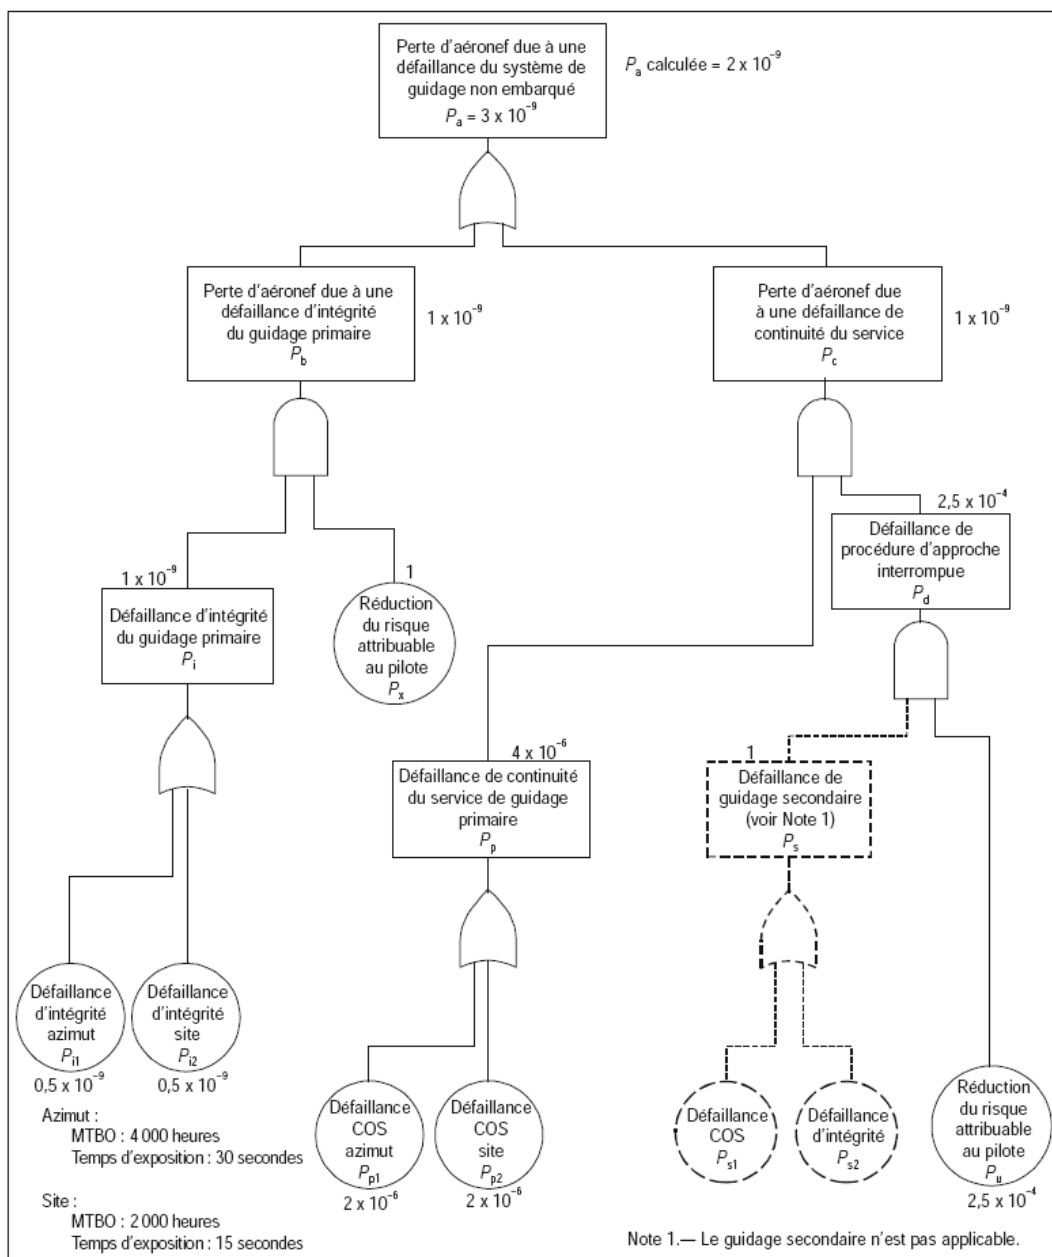 Perte d'aéronef due à une
défaillance du système de
guidage non embarqué
Pa = 3 x 10⁻⁹
Pa calculée = 2 x 10⁻⁹
Perte d'aéronef due à une
défaillance d'intégrité
du guidage primaire
Pb
1 x 10⁻⁹
Perte d'aéronef due
à une défaillance de
continuité du service
Pc
1 x 10⁻⁹
2,5 x 10⁻⁴
Défaillance de
procédure d'approche
interrompue
Pd
1 x 10⁻⁹
Défaillance d'intégrité
du guidage primaire
Pi
1
Réduction
du risque
attribuable
au pilote
Px
4 x 10⁻⁶
Défaillance de continuité
du service de guidage
primaire
Pp
1
Défaillance de
guidage secondaire
(voir Note 1)
Ps
Défaillance
d'intégrité
azimut
Pi1
0,5 x 10⁻⁹
Défaillance
d'intégrité
site
Pi2
0,5 x 10⁻⁹
Défaillance
COS
azimut
Pp1
2 x 10⁻⁶
Défaillance
COS
site
Pp2
2 x 10⁻⁶
Défaillance
COS
Ps1
Défaillance
d'intégrité
Ps2
Réduction
du risque
attribuable
au pilote
Pu
2,5 x 10⁻⁴
Azimut :
MTBO : 4 000 heures
Temps d'exposition : 30 secondes
Site :
MTBO : 2 000 heures
Temps d'exposition : 15 secondes
Note 1.— Le guidage secondaire n'est pas applicable.